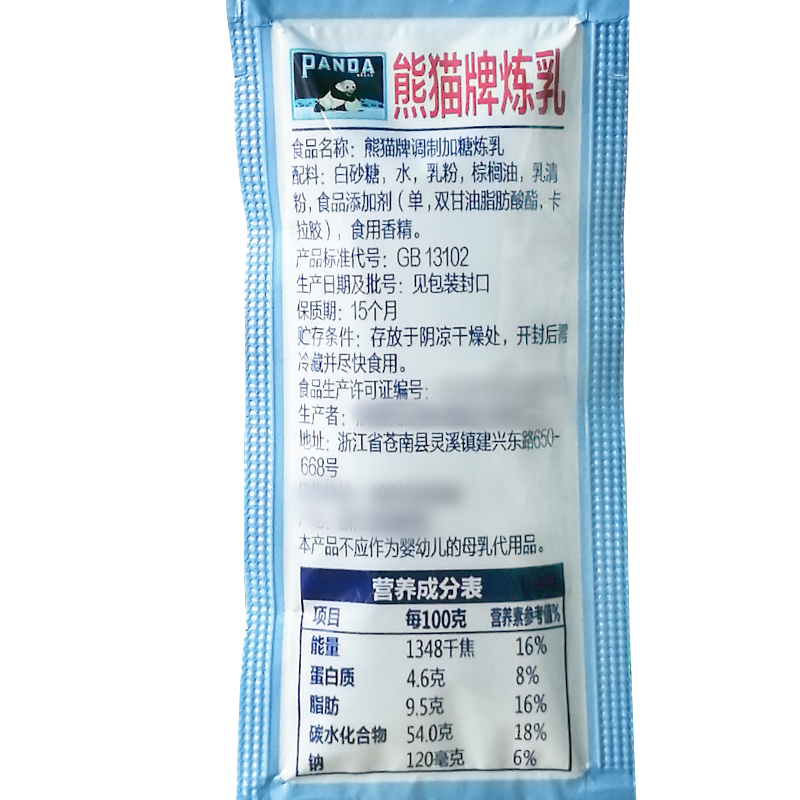 PANDA
熊猫牌炼乳
食品名称：熊猫牌调制加糖炼乳
配料：白砂糖，水，乳粉，棕榈油，乳清
粉，食品添加剂（单，双甘油脂肪酸酯，卡
拉胶），食用香精。
产品标准代号：GB 13102
生产日期及批号：见包装封口
保质期：15个月
贮存条件：存放于阴凉干燥处，开封后需
冷藏并尽快食用。
食品生产许可证编号：
生产者：
地址：浙江省苍南县灵溪镇建兴东路650-
668号
本产品不应作为婴幼儿的母乳代用品。
营养成分表
项目 每100克 营养素参考值%
能量 1348千焦 16%
蛋白质 4.6克 8%
脂肪 9.5克 16%
碳水化合物 54.0克 18%
钠 120毫克 6%